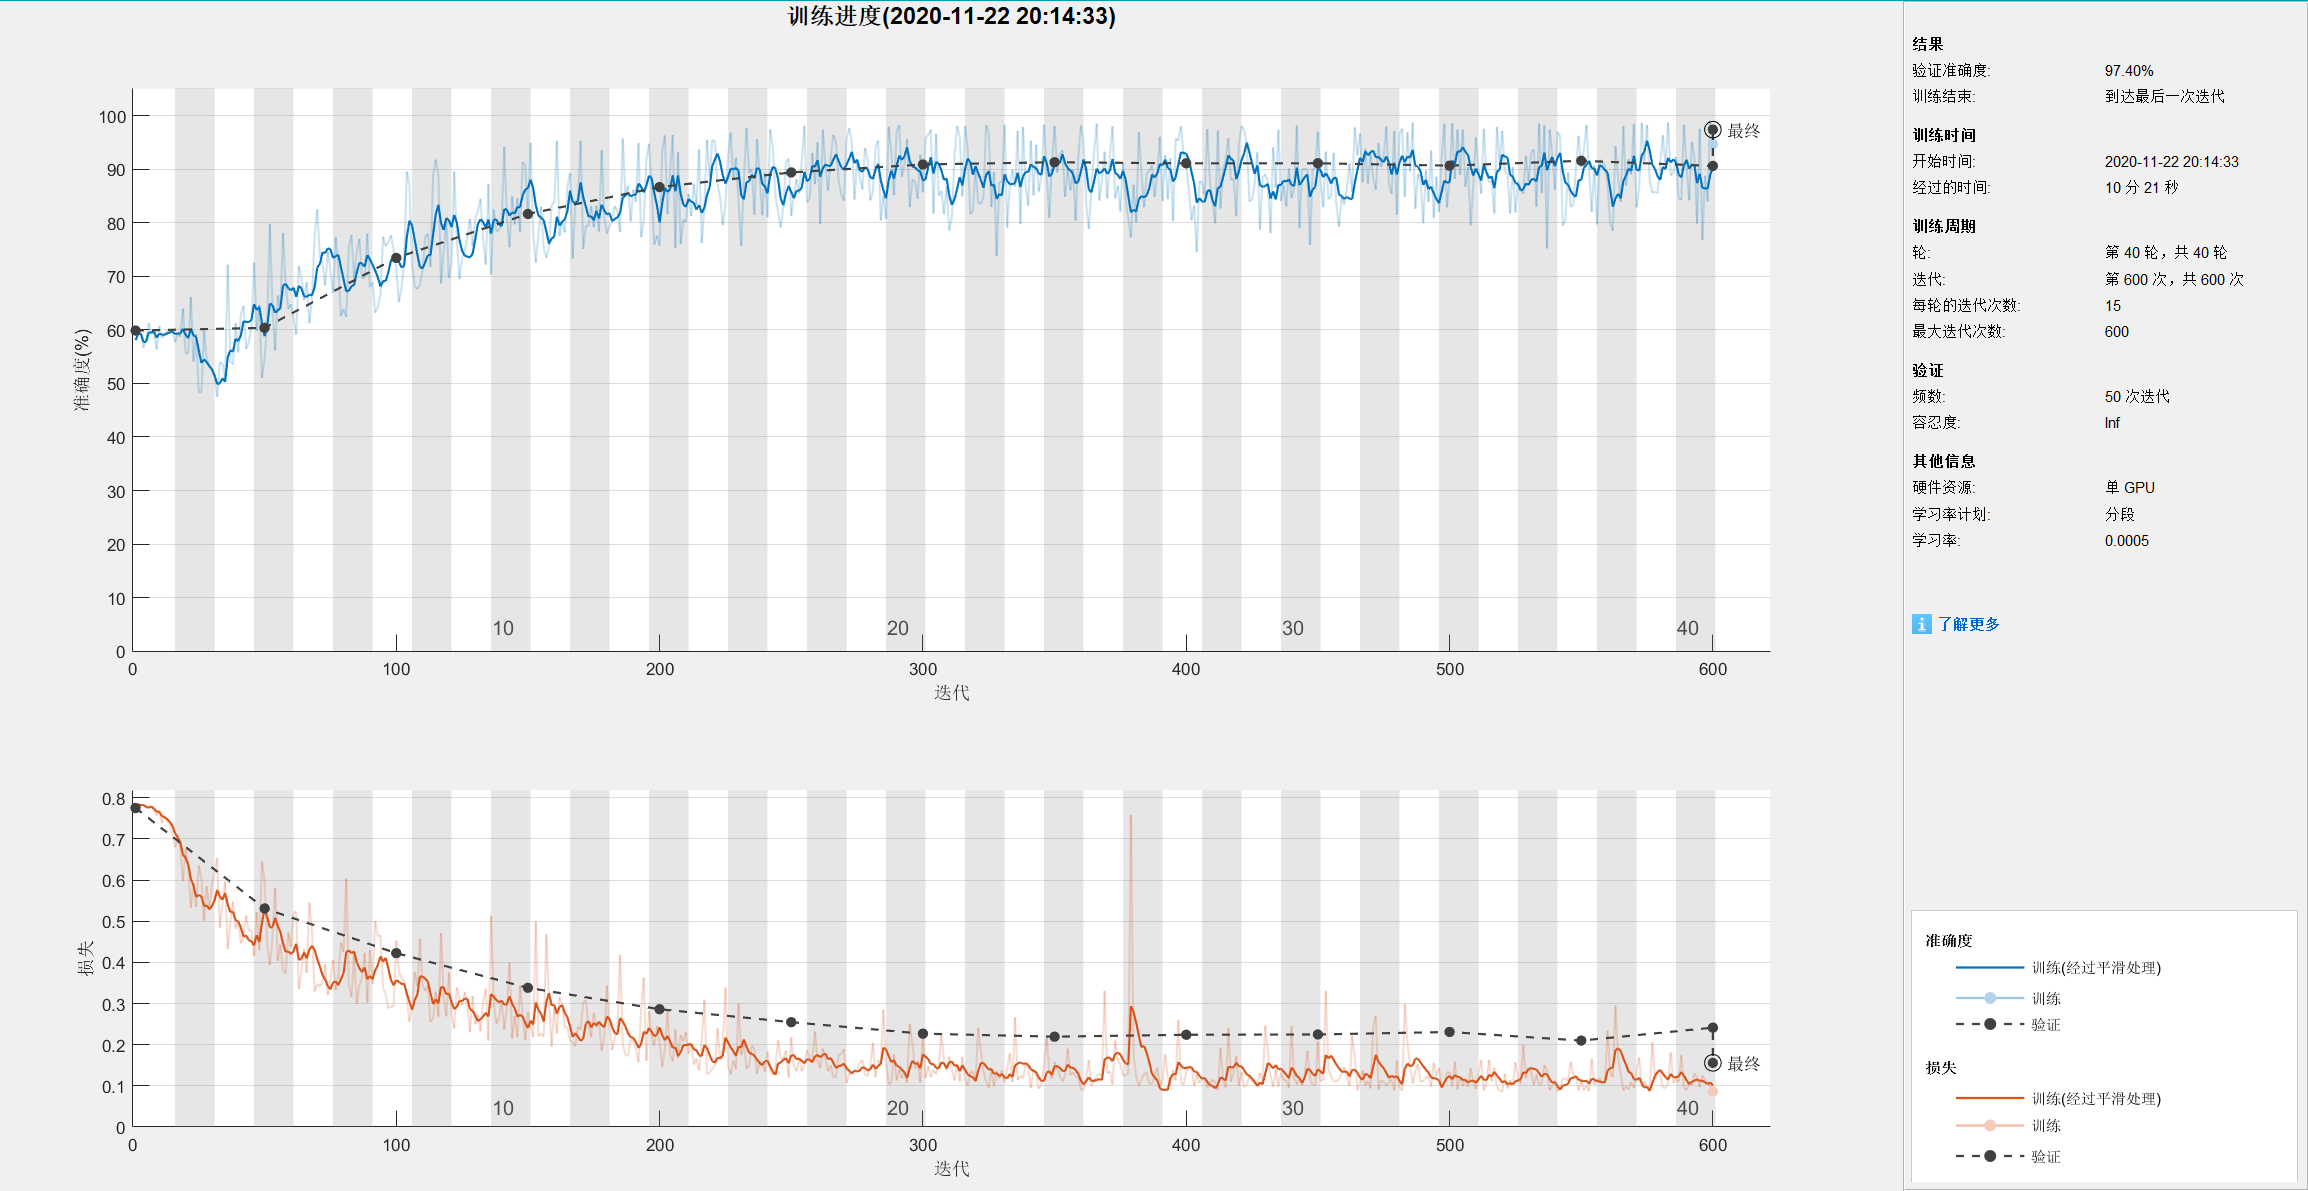 训练进度(2020-11-22 20:14:33)
100
90
80
70
60
50
40
30
20
10
0
准确度(%)
最终
10
20
30
40
0
100
200
300
400
500
600
迭代
0.8
0.7
0.6
0.5
0.4
0.3
0.2
0.1
0
损失
最终
10
20
30
40
0
100
200
300
400
500
600
迭代
结果
验证准确度: 97.40%
训练结束: 到达最后一次迭代
训练时间
开始时间: 2020-11-22 20:14:33
经过的时间: 10 分 21 秒
训练周期
轮: 第 40 轮，共 40 轮
迭代: 第 600 次，共 600 次
每轮的迭代次数: 15
最大迭代次数: 600
验证
频数: 50 次迭代
容忍度: Inf
其他信息
硬件资源: 单 GPU
学习率计划: 分段
学习率: 0.0005
i 了解更多
准确度
训练(经过平滑处理)
训练
验证
损失
训练(经过平滑处理)
训练
验证